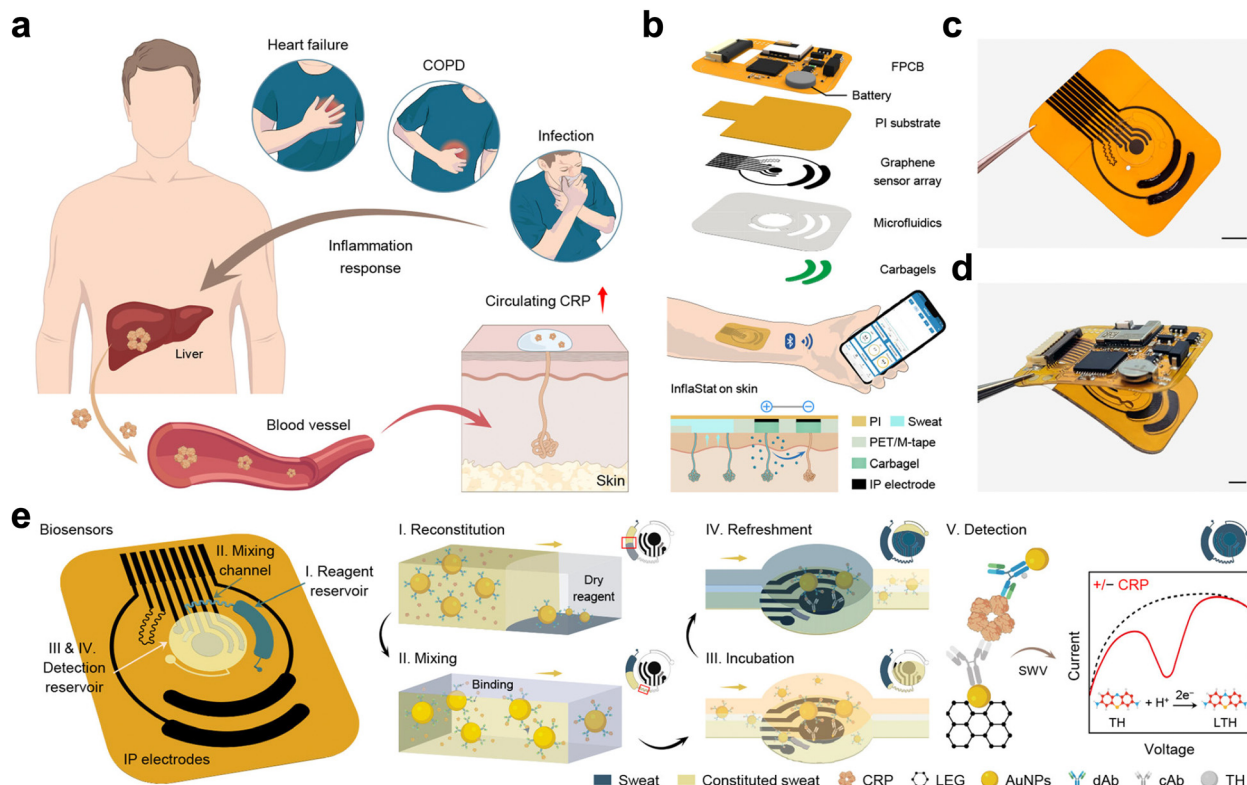 a
Heart failure
COPD
Infection
Inflammation
response
Liver
Circulating CRP
Blood vessel
Skin
b
FPCB
Battery
PI substrate
Graphene
sensor array
Microfluidics
Carbagels
InflaStat on skin
PI
Sweat
PET/M-tape
Carbagel
IP electrode
c
d
e
Biosensors
II. Mixing
channel
I. Reagent
reservoir
III & IV.
Detection
reservoir
IP electrodes
I. Reconstitution
Dry
reagent
II. Mixing
Binding
IV. Refreshment
III. Incubation
V. Detection
SWV
+/− CRP
Current
TH
+ H⁺
2e⁻
LTH
Voltage
Sweat
Constituted sweat
CRP
LEG
AuNPs
dAb
cAb
TH